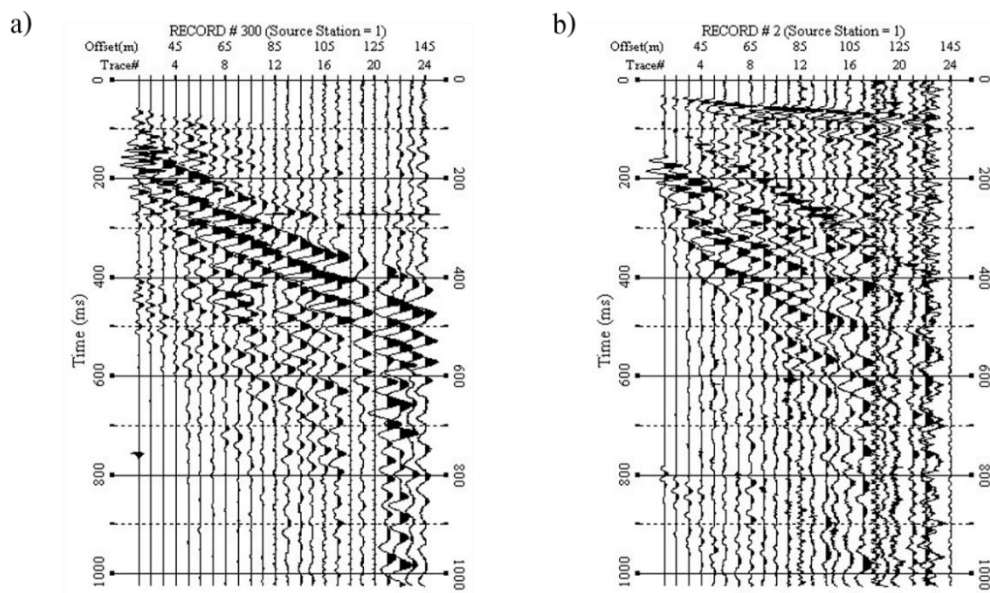 a)
RECORD # 300 (Source Station = 1)
Offset(m) 45 65 85 105 125 145
Trace# 4 8 12 16 20 24
0 0
200 200
400 400
Time (ms)
600 600
800 800
1000 1000
b)
RECORD # 2 (Source Station = 1)
Offset(m) 45 65 85 105 125 145
Trace# 4 8 12 16 20 24
0 0
200 200
400 400
Time (ms)
600 600
800 800
1000 1000